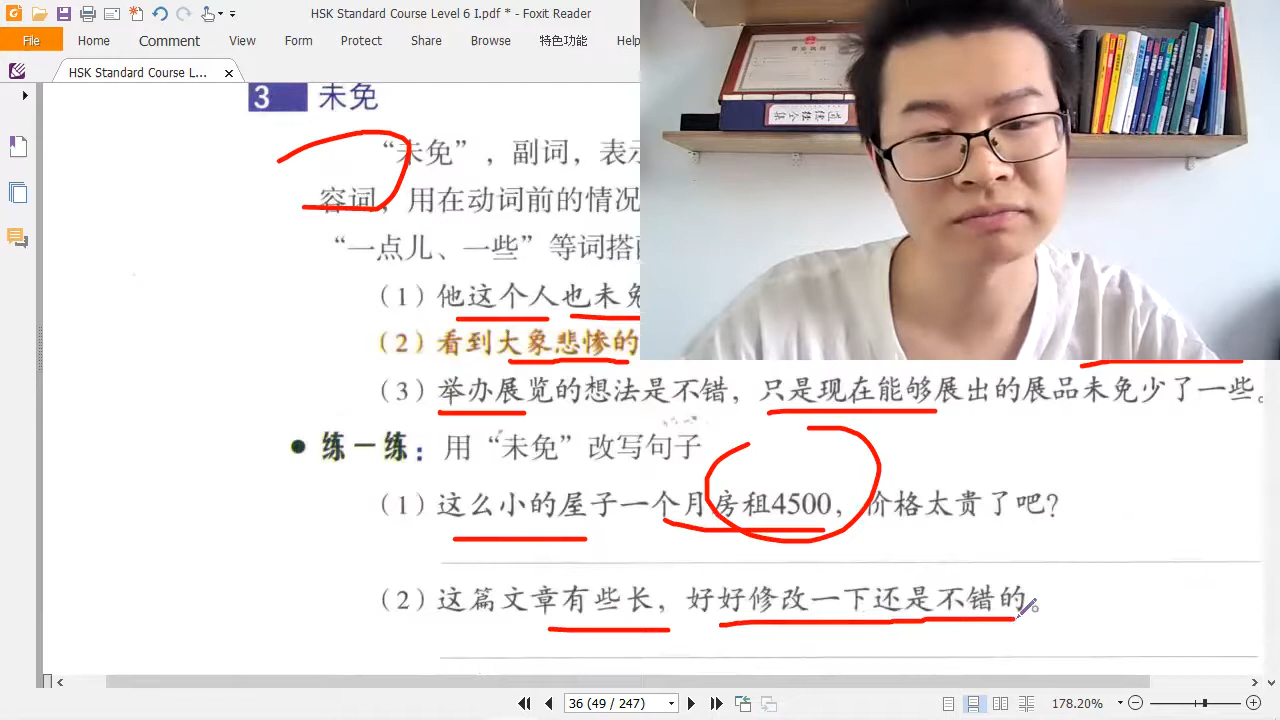 HSK Standard Course Level 6 I.pdf * - Foxit Reader
File Home Comment View Form Protect Share Browse 特色功能 Help
HSK Standard Course L...
3 未免
“未免”，副词，表示
容词，用在动词前的情况
“一点儿、一些”等词搭配
（1）他这个人也未免
（2）看到大象悲惨的
（3）举办展览的想法是不错，只是现在能够展出的展品未免少了一些。
● 练一练：用“未免”改写句子
（1）这么小的屋子一个月房租4500，价格太贵了吧？
（2）这篇文章有些长，好好修改一下还是不错的。
36 (49 / 247)
178.20%